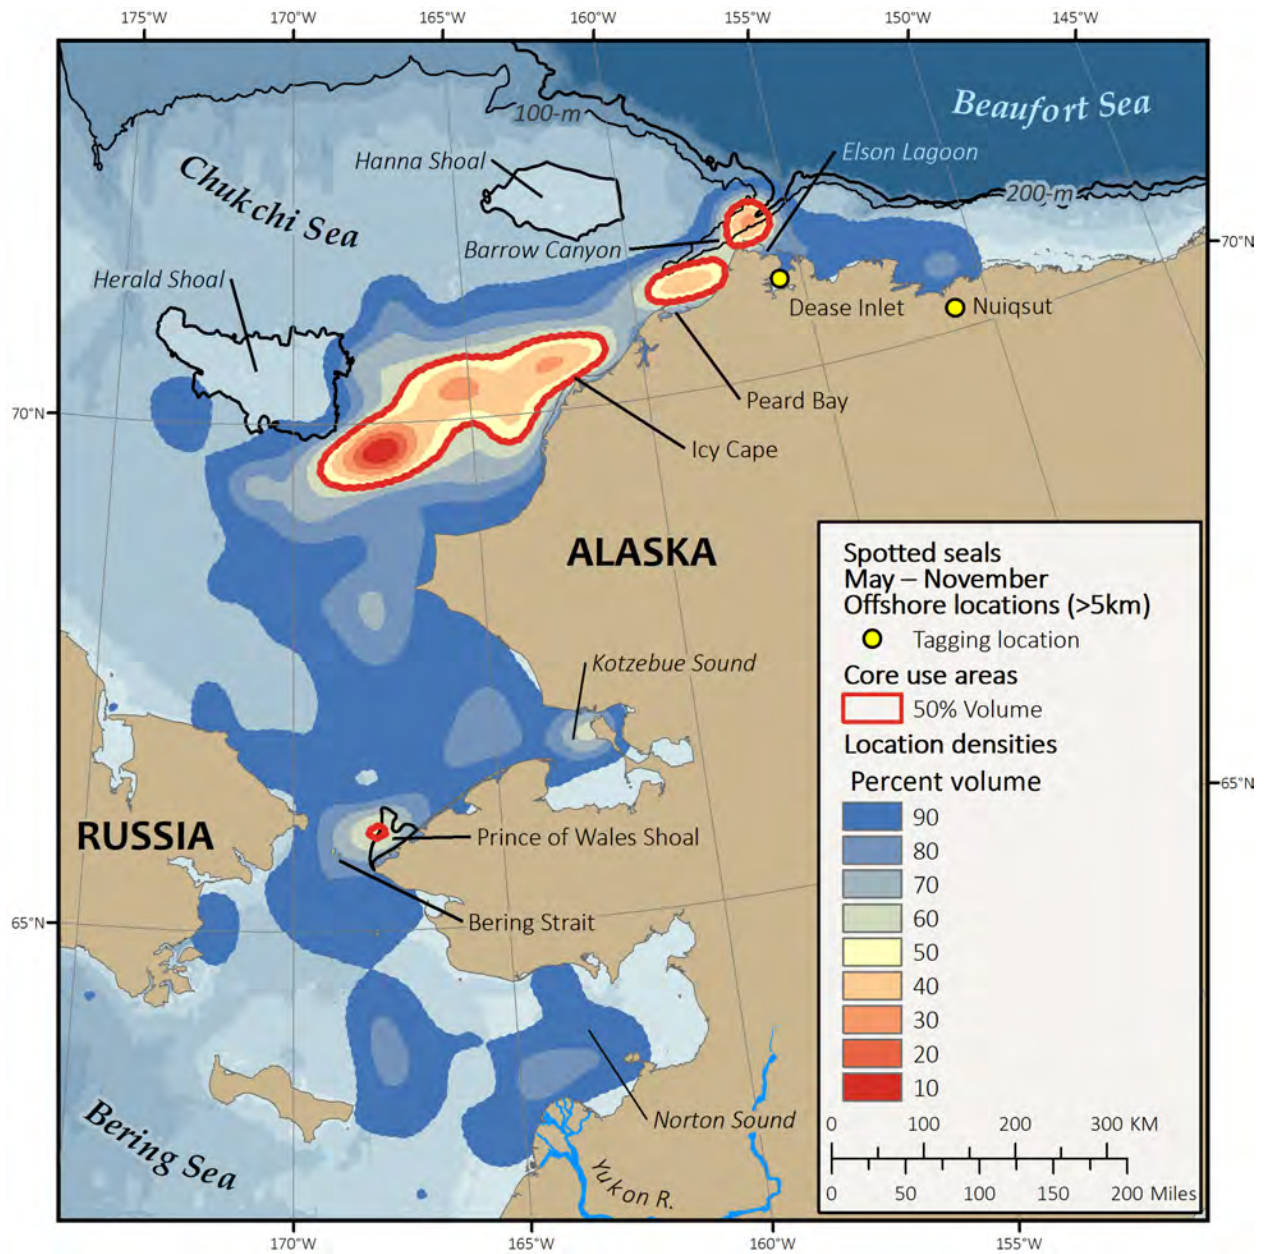 175°W 170°W 165°W 160°W 155°W 150°W 145°W
Beaufort Sea
100-m
Elson Lagoon
Hanna Shoal
Chukchi Sea
200-m
Barrow Canyon
70°N
Herald Shoal
Dease Inlet
Nuiqsut
Peard Bay
70°N
Icy Cape
ALASKA
Spotted seals
May – November
Offshore locations (>5km)
Tagging location
Kotzebue Sound
Core use areas
50% Volume
Location densities
Percent volume
90
80
70
60
50
40
30
20
10
65°N
RUSSIA
Prince of Wales Shoal
65°N
Bering Strait
Norton Sound
Bering Sea
Yukon R.
0 100 200 300 KM
0 50 100 150 200 Miles
170°W 165°W 160°W 155°W